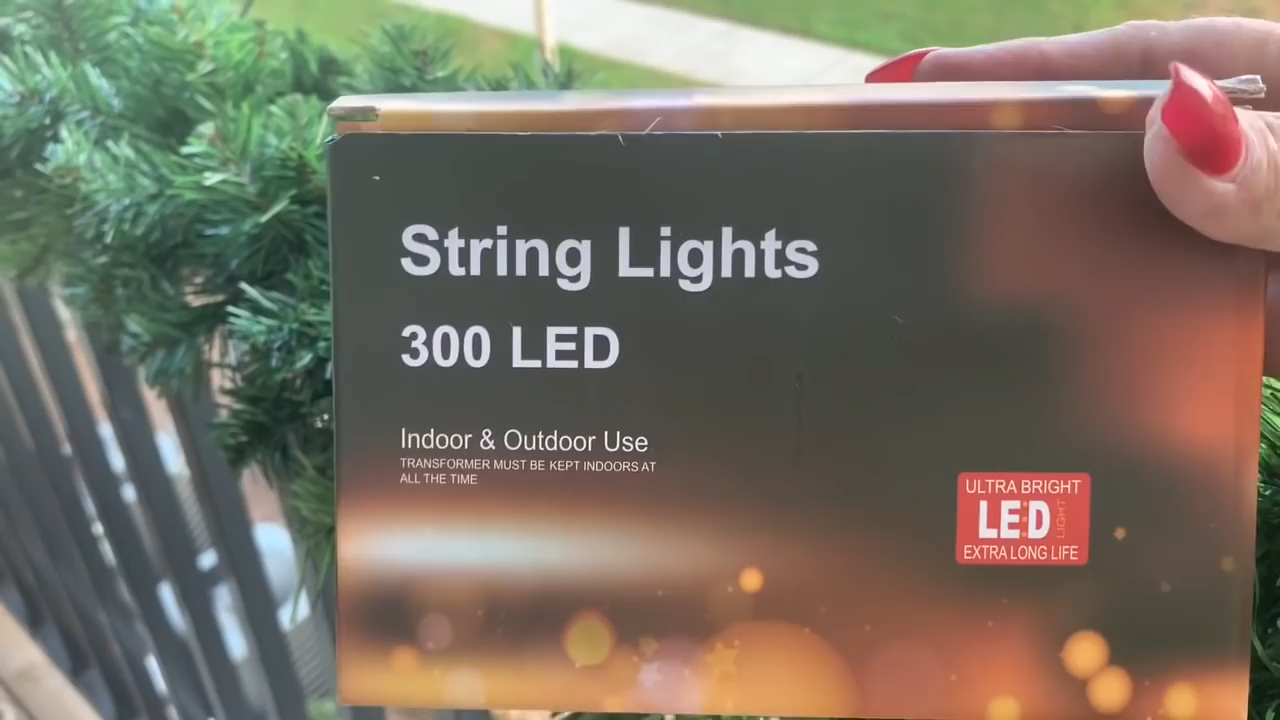 String Lights
300 LED
Indoor & Outdoor Use
TRANSFORMER MUST BE KEPT INDOORS AT
ALL THE TIME
ULTRA BRIGHT
LED LIGHT
EXTRA LONG LIFE